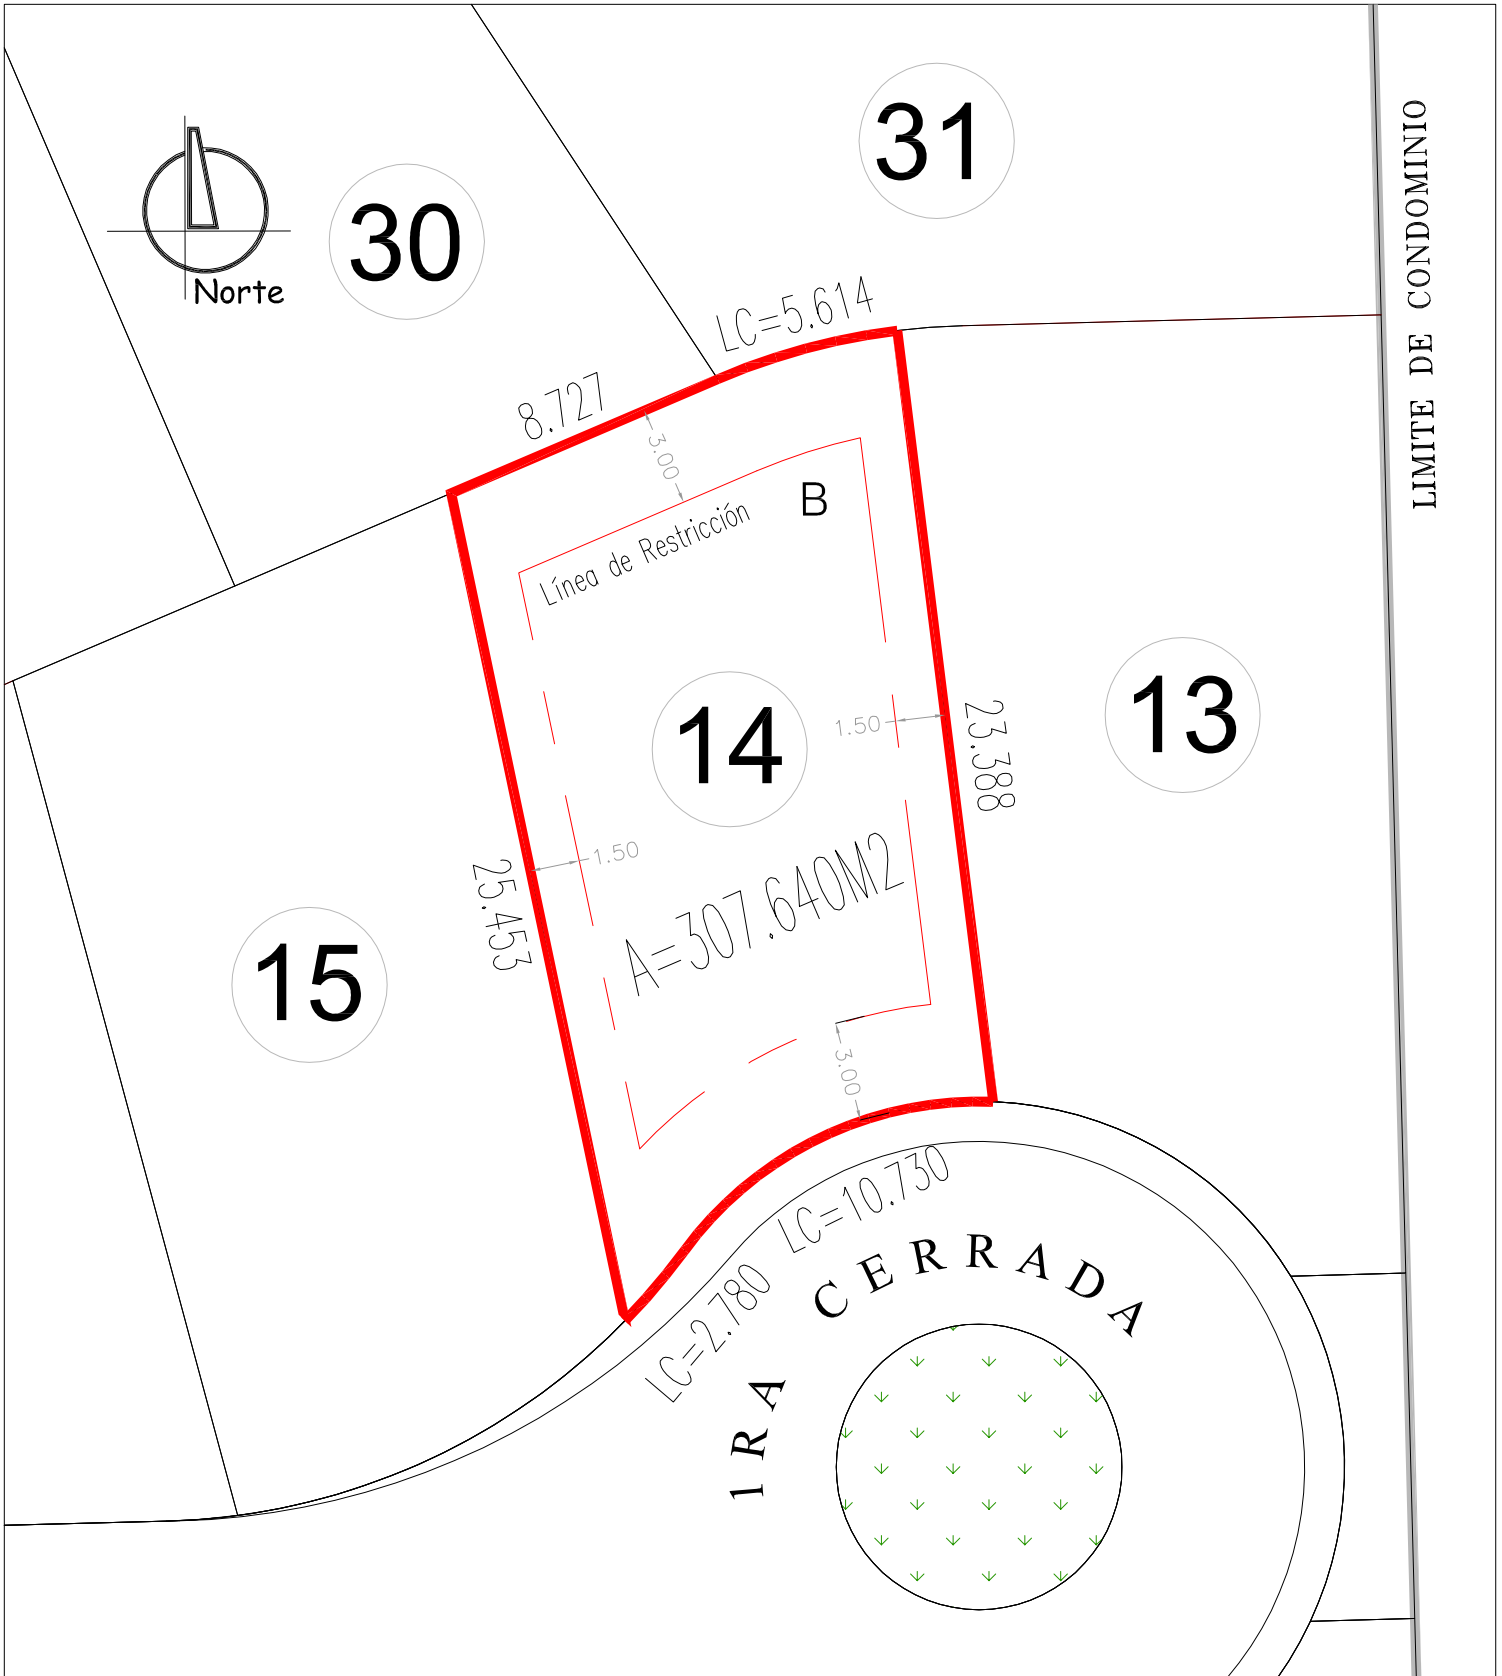 31
30
Norte
LC=5.614
8.727
3.00
B
Línea de Restricción
LIMITE DE CONDOMINIO
14
1.50
23.388
13
1.50
25.453
A=307.640M2
15
3.00
LC=10.730
LC=2.780
1RA CERRADA